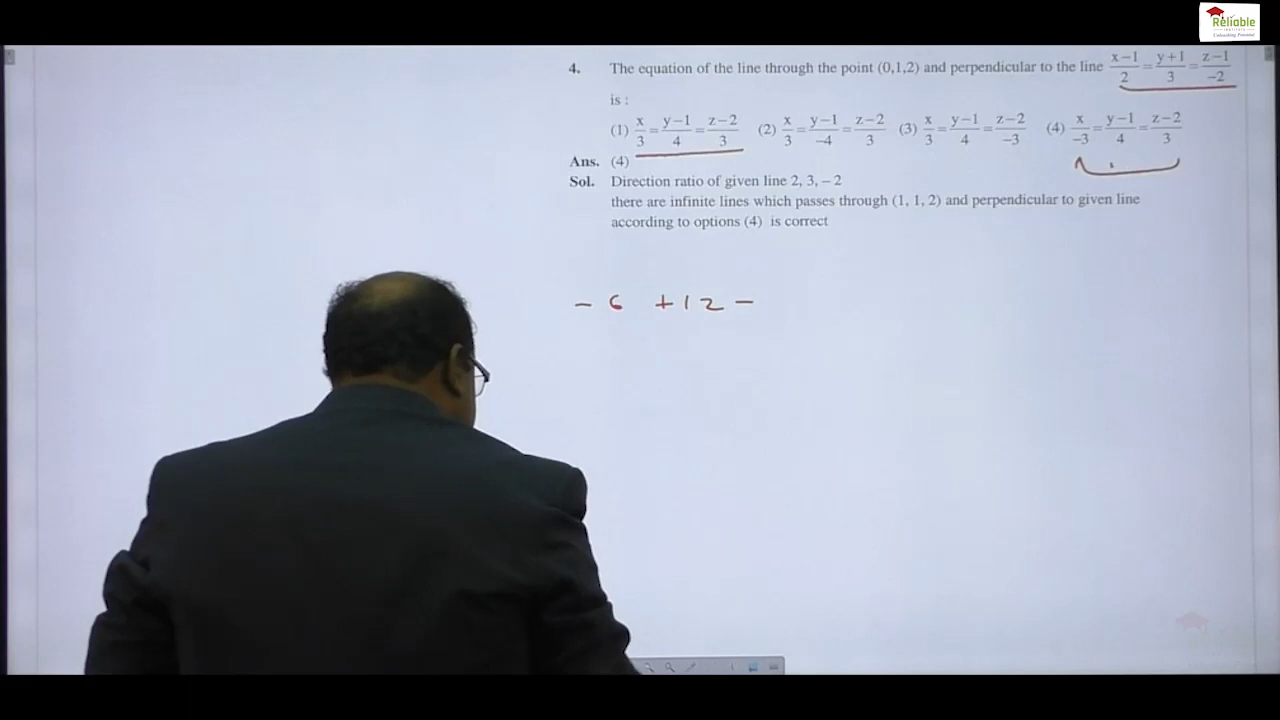 Reliable
INSTITUTE
Unleashing Potential
4. The equation of the line through the point (0,1,2) and perpendicular to the line (x−1)/2 = (y+1)/3 = (z−1)/−2
is :
(1) x/3 = (y−1)/4 = (z−2)/3 (2) x/3 = (y−1)/−4 = (z−2)/3 (3) x/3 = (y−1)/4 = (z−2)/−3 (4) x/−3 = (y−1)/4 = (z−2)/3
Ans. (4)
Sol. Direction ratio of given line 2, 3, − 2
there are infinite lines which passes through (1, 1, 2) and perpendicular to given line
according to options (4) is correct
− 6 +12 −